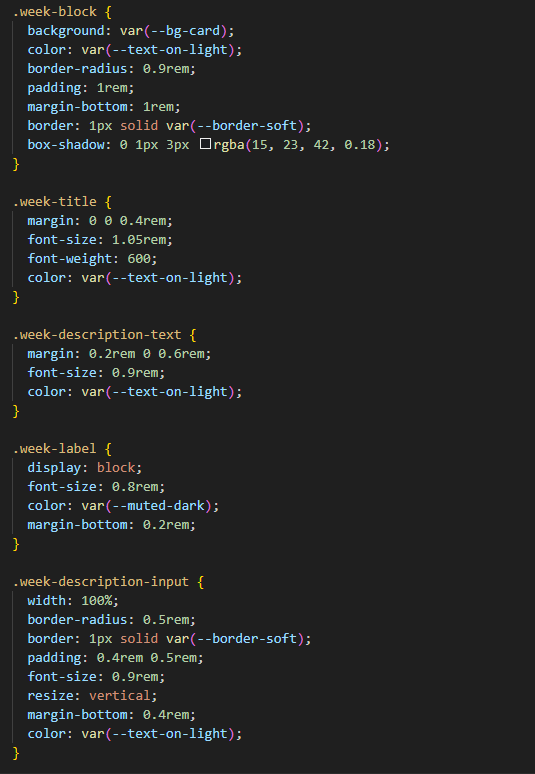 .week-block {
  background: var(--bg-card);
  color: var(--text-on-light);
  border-radius: 0.9rem;
  padding: 1rem;
  margin-bottom: 1rem;
  border: 1px solid var(--border-soft);
  box-shadow: 0 1px 3px rgba(15, 23, 42, 0.18);
}

.week-title {
  margin: 0 0 0.4rem;
  font-size: 1.05rem;
  font-weight: 600;
  color: var(--text-on-light);
}

.week-description-text {
  margin: 0.2rem 0 0.6rem;
  font-size: 0.9rem;
  color: var(--text-on-light);
}

.week-label {
  display: block;
  font-size: 0.8rem;
  color: var(--muted-dark);
  margin-bottom: 0.2rem;
}

.week-description-input {
  width: 100%;
  border-radius: 0.5rem;
  border: 1px solid var(--border-soft);
  padding: 0.4rem 0.5rem;
  font-size: 0.9rem;
  resize: vertical;
  margin-bottom: 0.4rem;
  color: var(--text-on-light);
}